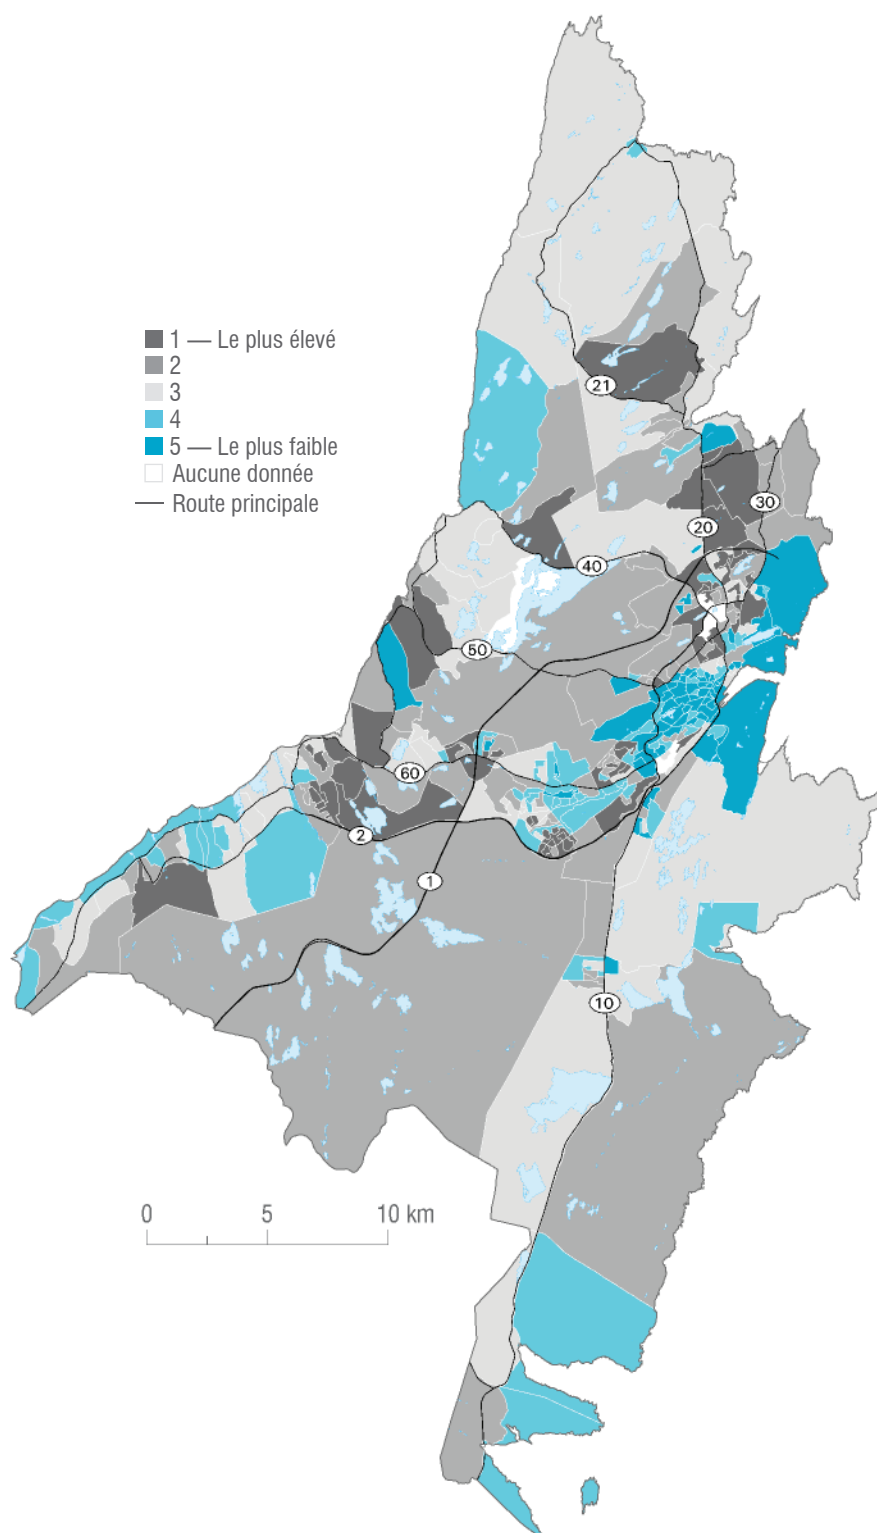 1 — Le plus élevé
2
3
4
5 — Le plus faible
Aucune donnée
Route principale
21
30
20
40
50
60
2
1
10
0 5 10 km